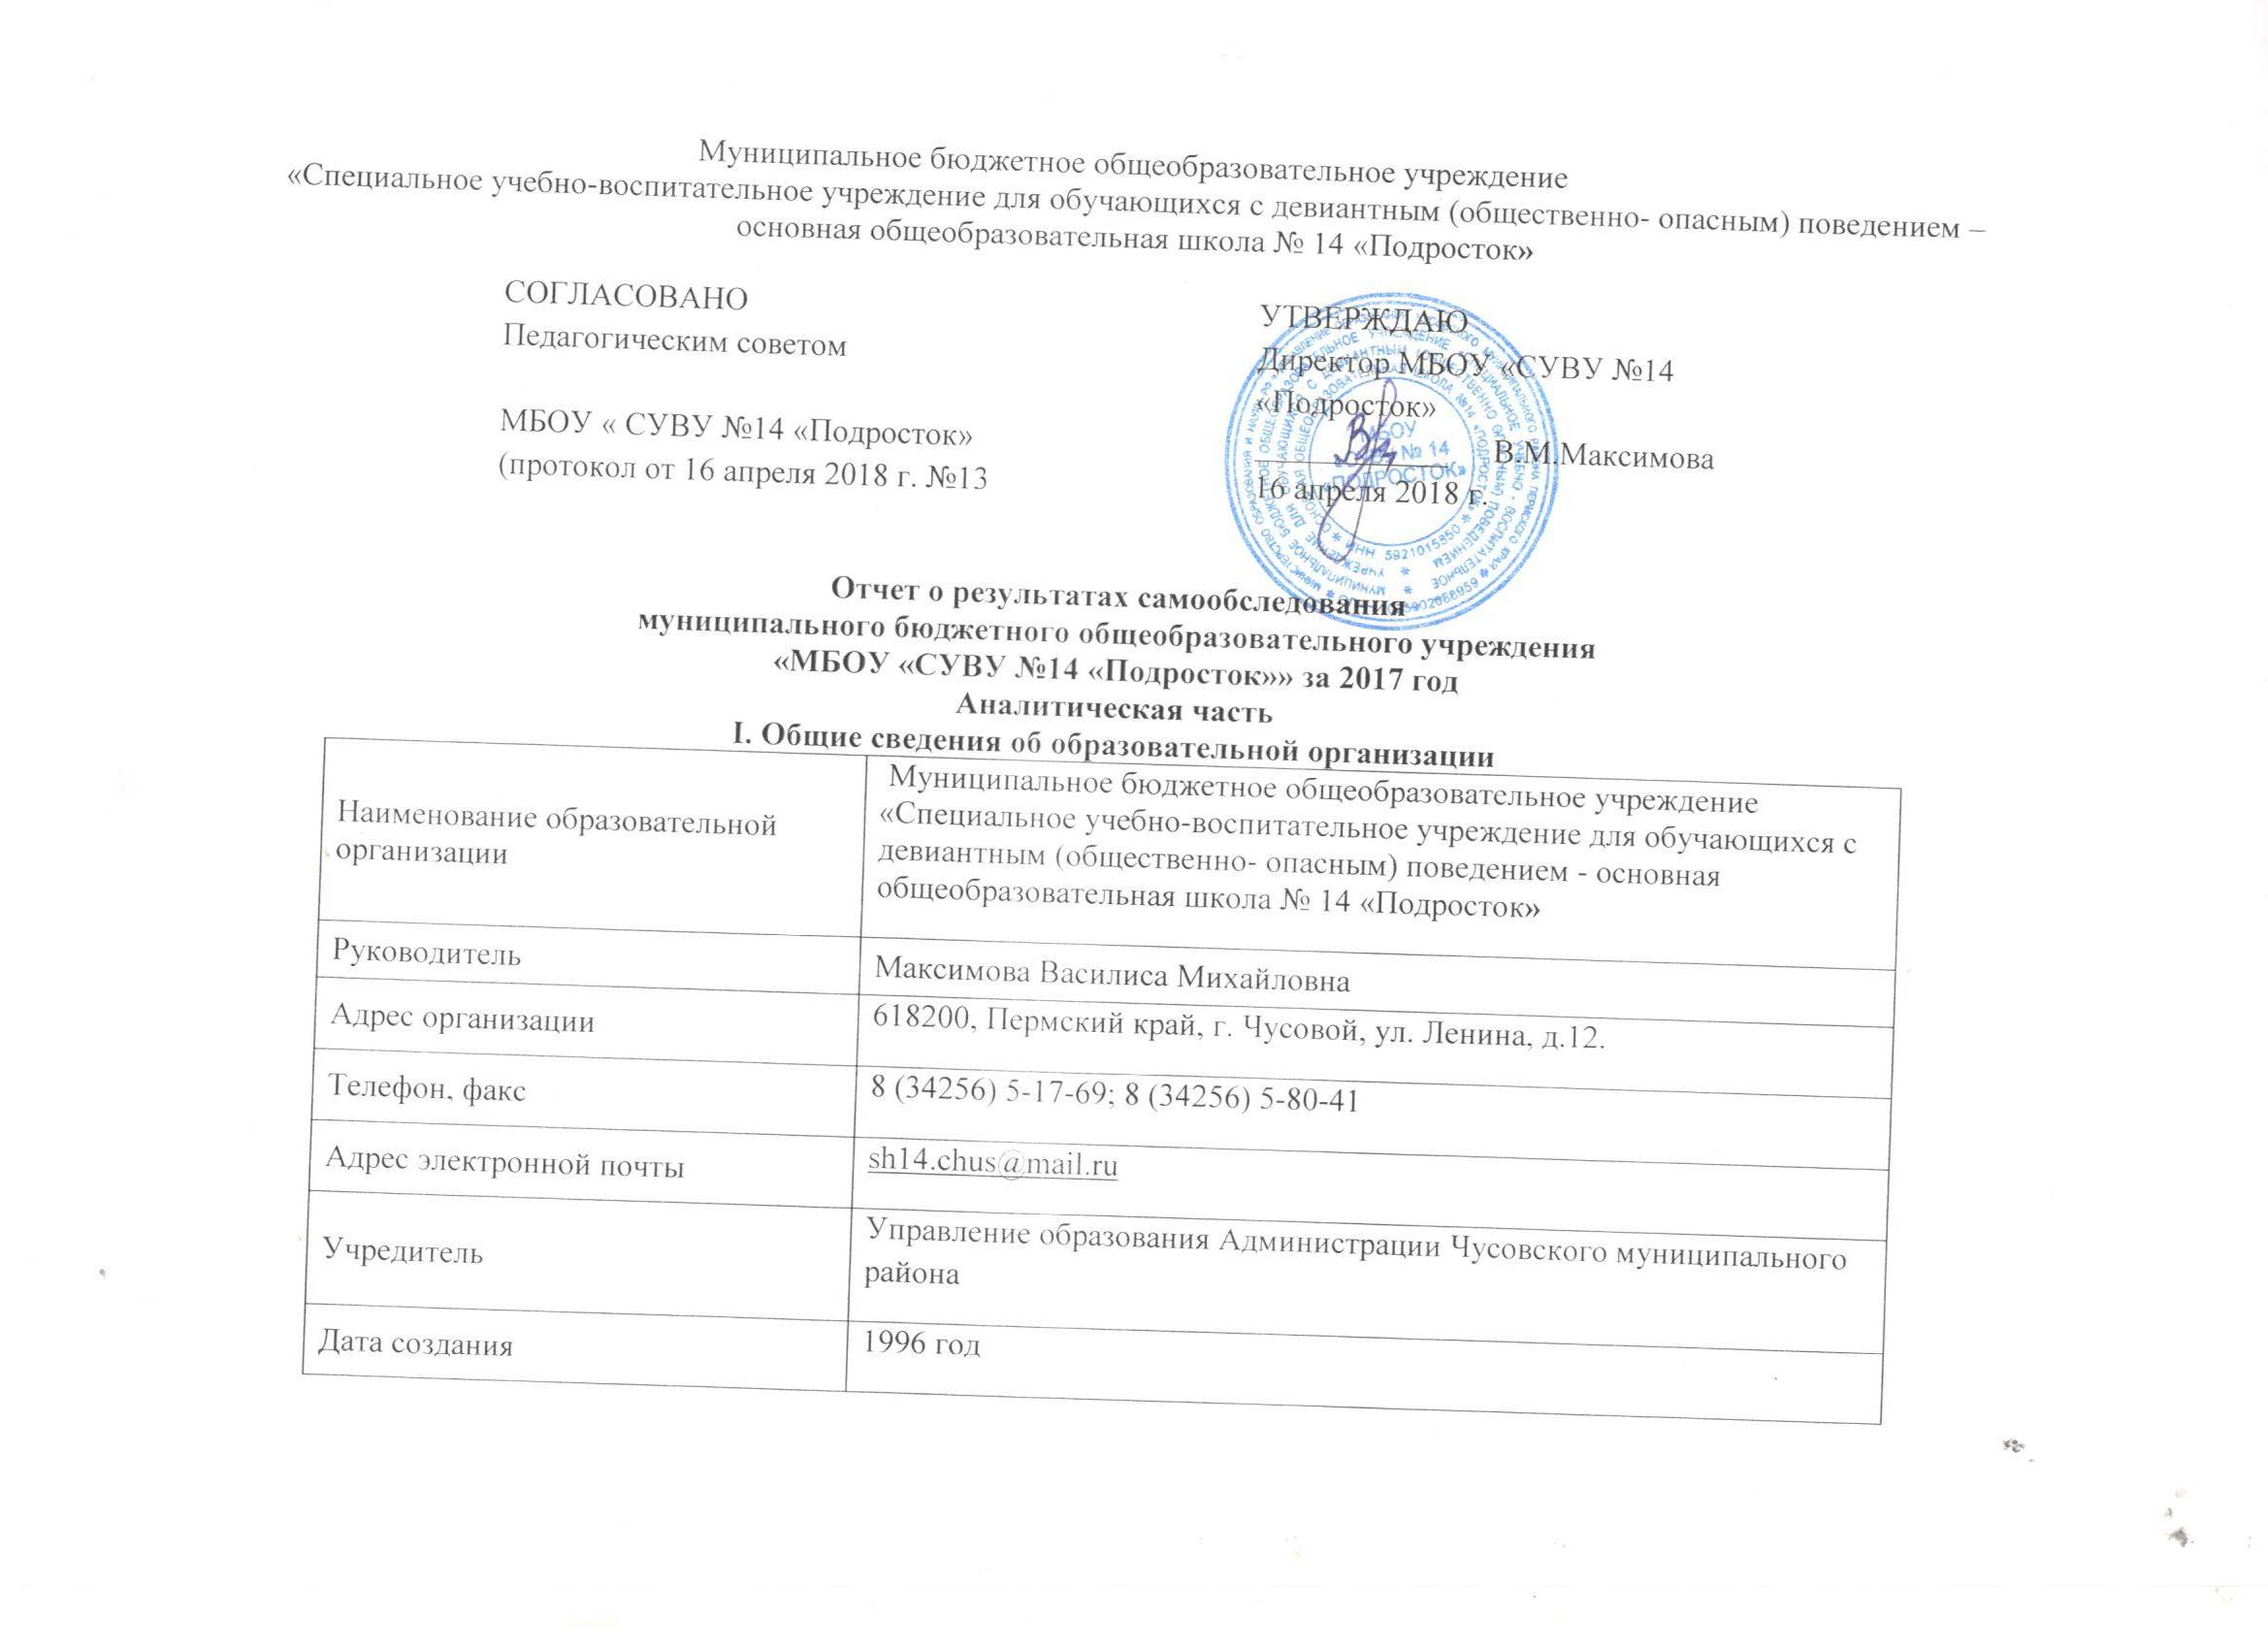 Муниципальное бюджетное общеобразовательное учреждение
«Специальное учебно-воспитательное учреждение для обучающихся с девиантным (общественно- опасным) поведением –
основная общеобразовательная школа № 14 «Подросток»
СОГЛАСОВАНО
Педагогическим советом
МБОУ « СУВУ №14 «Подросток»
(протокол от 16 апреля 2018 г. №13
УТВЕРЖДАЮ
Директор МБОУ «СУВУ №14
«Подросток»
В.М.Максимова
16 апреля 2018 г.
МБОУ
№ 14
«ПОДРОСТОК»
ИНН 5921015850
Отчет о результатах самообследования
муниципального бюджетного общеобразовательного учреждения
«МБОУ «СУВУ №14 «Подросток»» за 2017 год
Аналитическая часть
I. Общие сведения об образовательной организации
Наименование образовательной
организации
Муниципальное бюджетное общеобразовательное учреждение
«Специальное учебно-воспитательное учреждение для обучающихся с
девиантным (общественно- опасным) поведением - основная
общеобразовательная школа № 14 «Подросток»
Руководитель
Максимова Василиса Михайловна
Адрес организации
618200, Пермский край, г. Чусовой, ул. Ленина, д.12.
Телефон, факс
8 (34256) 5-17-69; 8 (34256) 5-80-41
Адрес электронной почты
sh14.chus@mail.ru
Учредитель
Управление образования Администрации Чусовского муниципального
района
Дата создания
1996 год